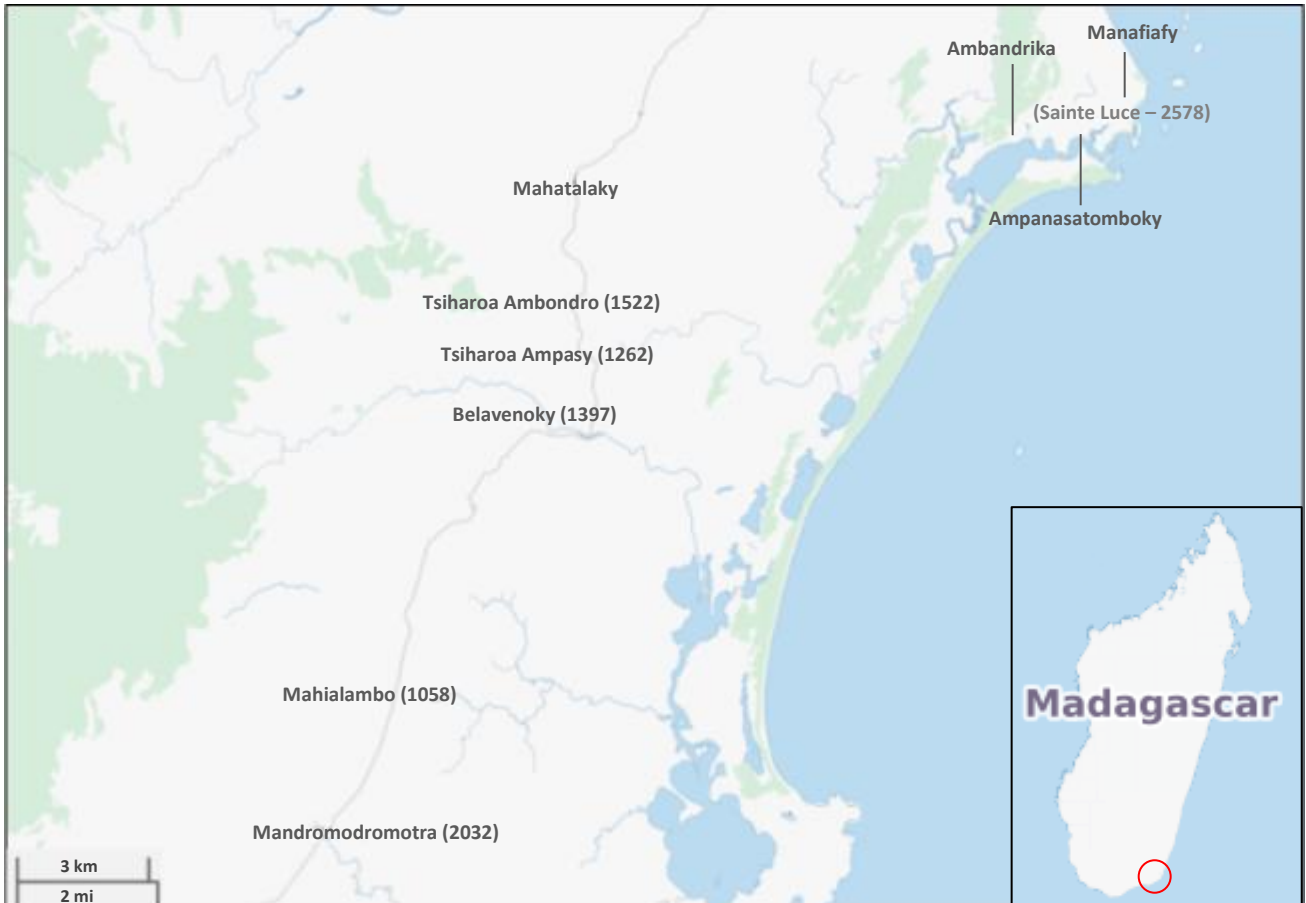 Manafiafy
Ambandrika
(Sainte Luce – 2578)
Mahatalaky
Ampanasatomboky
Tsiharoa Ambondro (1522)
Tsiharoa Ampasy (1262)
Belavenoky (1397)
Mahialambo (1058)
Madagascar
Mandromodromotra (2032)
3 km
2 mi